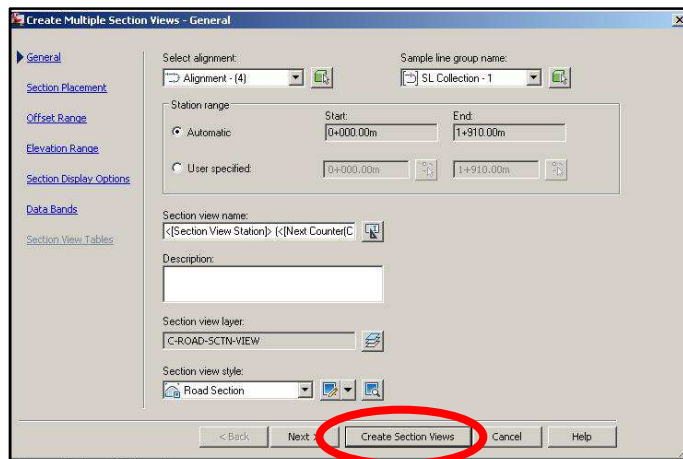 Create Multiple Section Views - General
General
Section Placement
Offset Range
Elevation Range
Section Display Options
Data Bands
Section View Tables
Select alignment:
Alignment - (4)
Sample line group name:
SL Collection - 1
Station range
Start:
End:
Automatic
0+000.00m
1+910.00m
User specified:
0+000.00m
1+910.00m
Section view name:
<[Section View Station]> (<[Next Counter(C
Description:
Section view layer:
C-ROAD-SCTN-VIEW
Section view style:
Road Section
< Back
Next >
Create Section Views
Cancel
Help